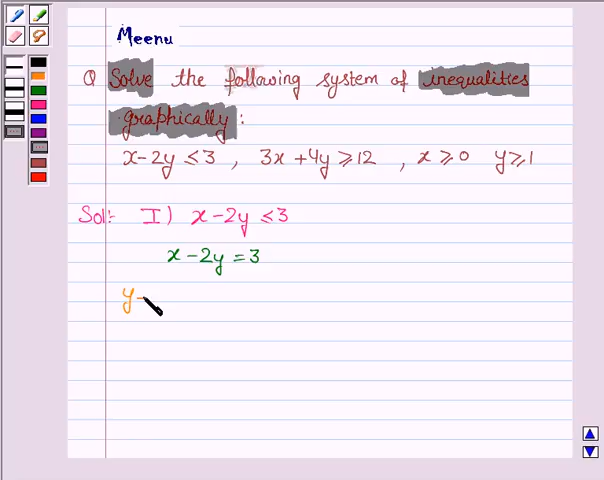 Meenu
Q Solve the following system of inequalities
graphically :
x-2y ≤ 3 , 3x + 4y ≥ 12 , x ≥ 0 y ≥ 1
Sol:- I) x - 2y ≤ 3
x - 2y = 3
y -